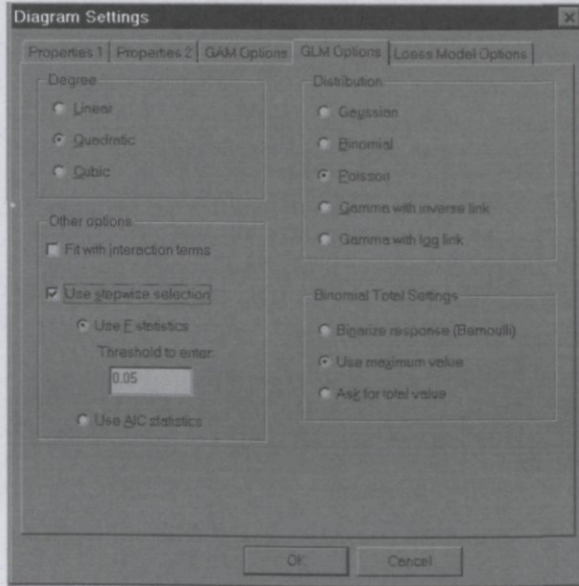 Diagram Settings
Properties 1 Properties 2 GAM Options GLM Options Loess Model Options
Degree
Linear
Quadratic
Cubic
Other options
Fit with interaction terms
Use stepwise selection
Use F statistics
Threshold to enter:
0.05
Use AIC statistics
Distribution
Gaussian
Binomial
Poisson
Gamma with inverse link
Gamma with log link
Binomial Total Settings
Binarize response (Bernoulli)
Use maximum value
Ask for total value
OK
Cancel